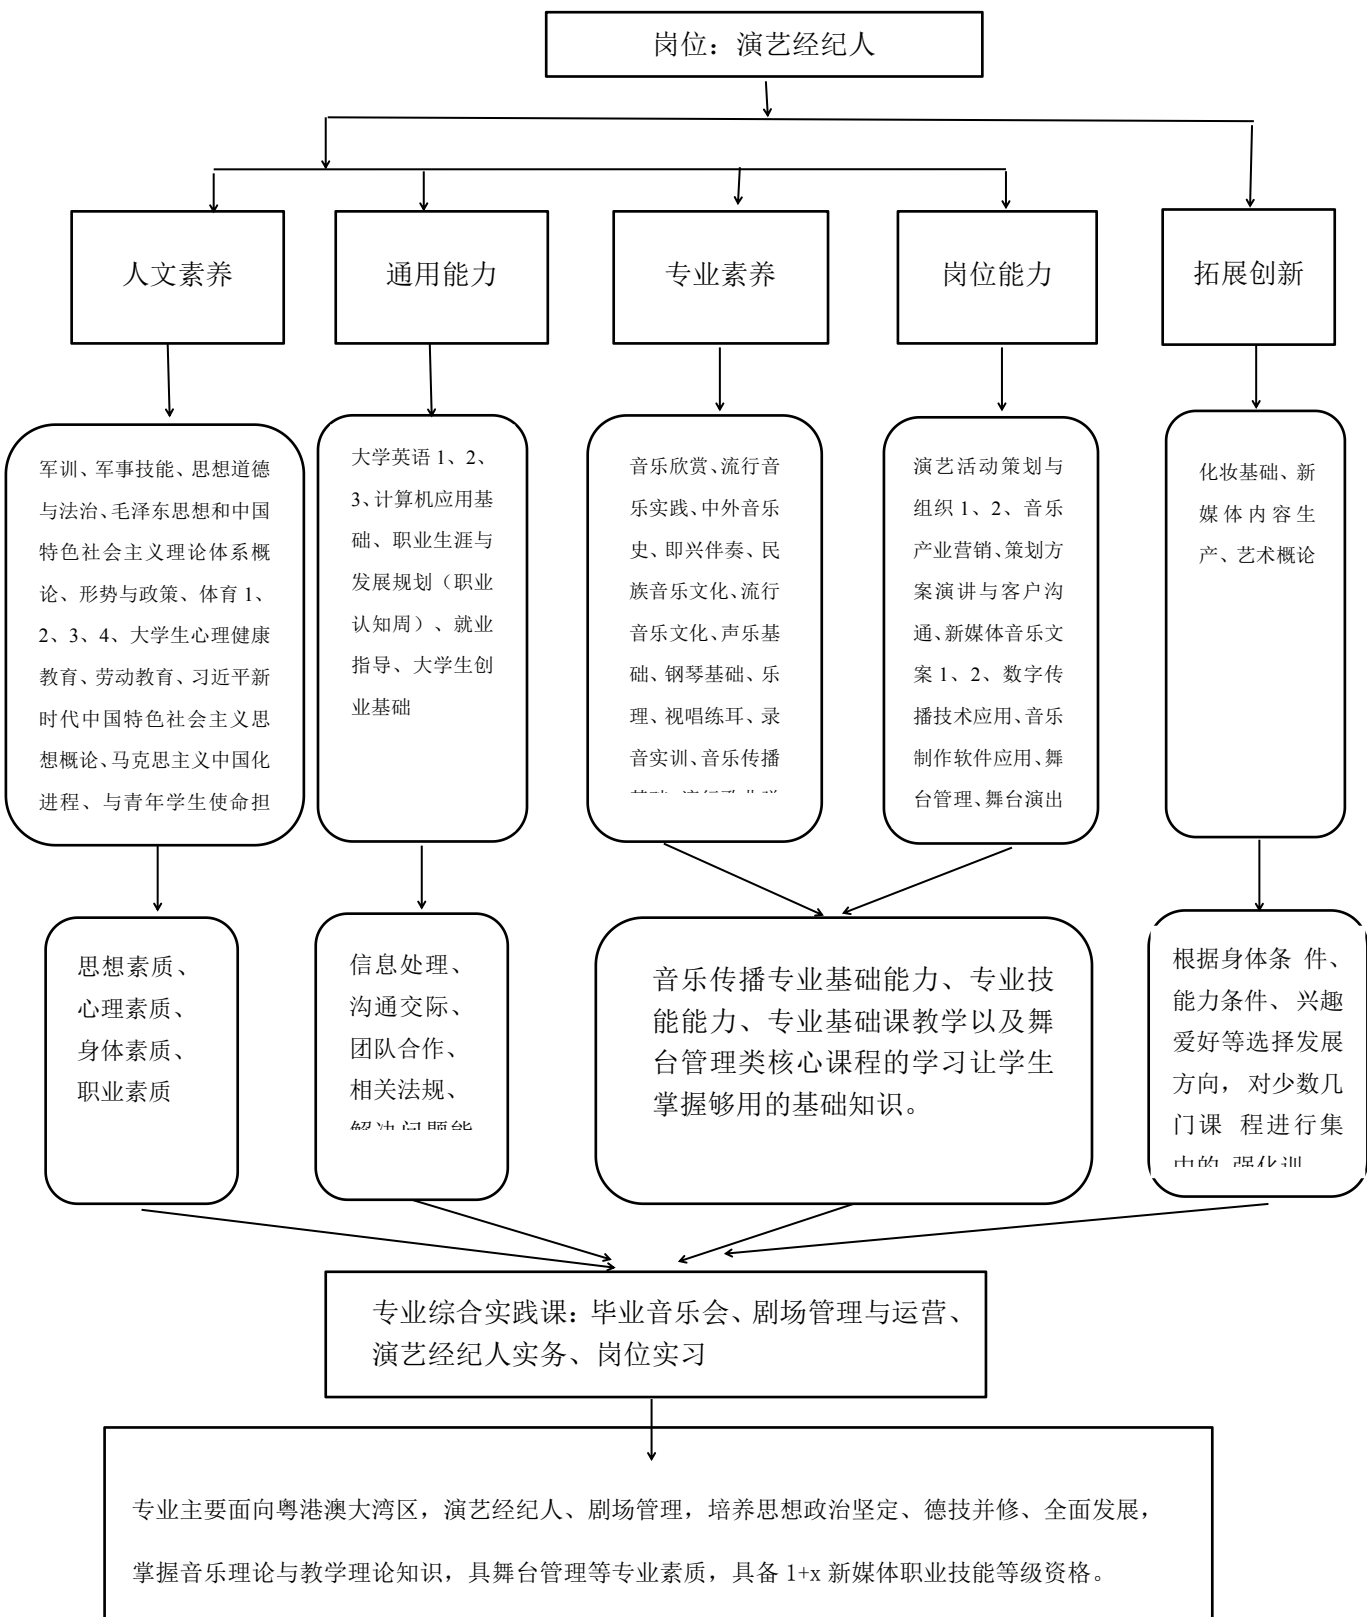 岗位：演艺经纪人
人文素养
通用能力
专业素养
岗位能力
拓展创新
军训、军事技能、思想道德
与法治、毛泽东思想和中国
特色社会主义理论体系概
论、形势与政策、体育 1、
2、3、4、大学生心理健康
教育、劳动教育、习近平新
时代中国特色社会主义思
想概论、马克思主义中国化
进程、与青年学生使命担
大学英语 1、2、
3、计算机应用基
础、职业生涯与
发展规划（职业
认知周）、就业
指导、大学生创
业基础
音乐欣赏、流行音
乐实践、中外音乐
史、即兴伴奏、民
族音乐文化、流行
音乐文化、声乐基
础、钢琴基础、乐
理、视唱练耳、录
音实训、音乐传播
演艺活动策划与
组织 1、2、音乐
产业营销、策划方
案演讲与客户沟
通、新媒体音乐文
案 1、2、数字传
播技术应用、音乐
制作软件应用、舞
台管理、舞台演出
化妆基础、新
媒体内容生
产、艺术概论
思想素质、
心理素质、
身体素质、
职业素质
信息处理、
沟通交际、
团队合作、
相关法规、
解决问题能
音乐传播专业基础能力、专业技
能能力、专业基础课教学以及舞
台管理类核心课程的学习让学生
掌握够用的基础知识。
根据身体条 件、
能力条件、 兴趣
爱好等选择发展
方向， 对少数几
门课 程进行集
中的 强化训
专业综合实践课：毕业音乐会、剧场管理与运营、
演艺经纪人实务、岗位实习
专业主要面向粤港澳大湾区，演艺经纪人、剧场管理，培养思想政治坚定、德技并修、全面发展，
掌握音乐理论与教学理论知识，具舞台管理等专业素质，具备 1+x 新媒体职业技能等级资格。